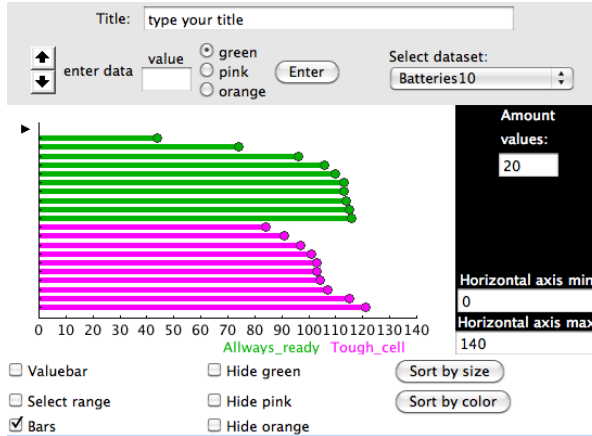 Title: type your title
enter data value green pink orange Enter
Select dataset:
Batteries10
Amount
values:
20
Horizontal axis min
0
Horizontal axis max
140
0 10 20 30 40 50 60 70 80 90 100 110 120 130 140
Allways_ready Tough_cell
Valuebar Hide green Sort by size
Select range Hide pink Sort by color
Bars Hide orange